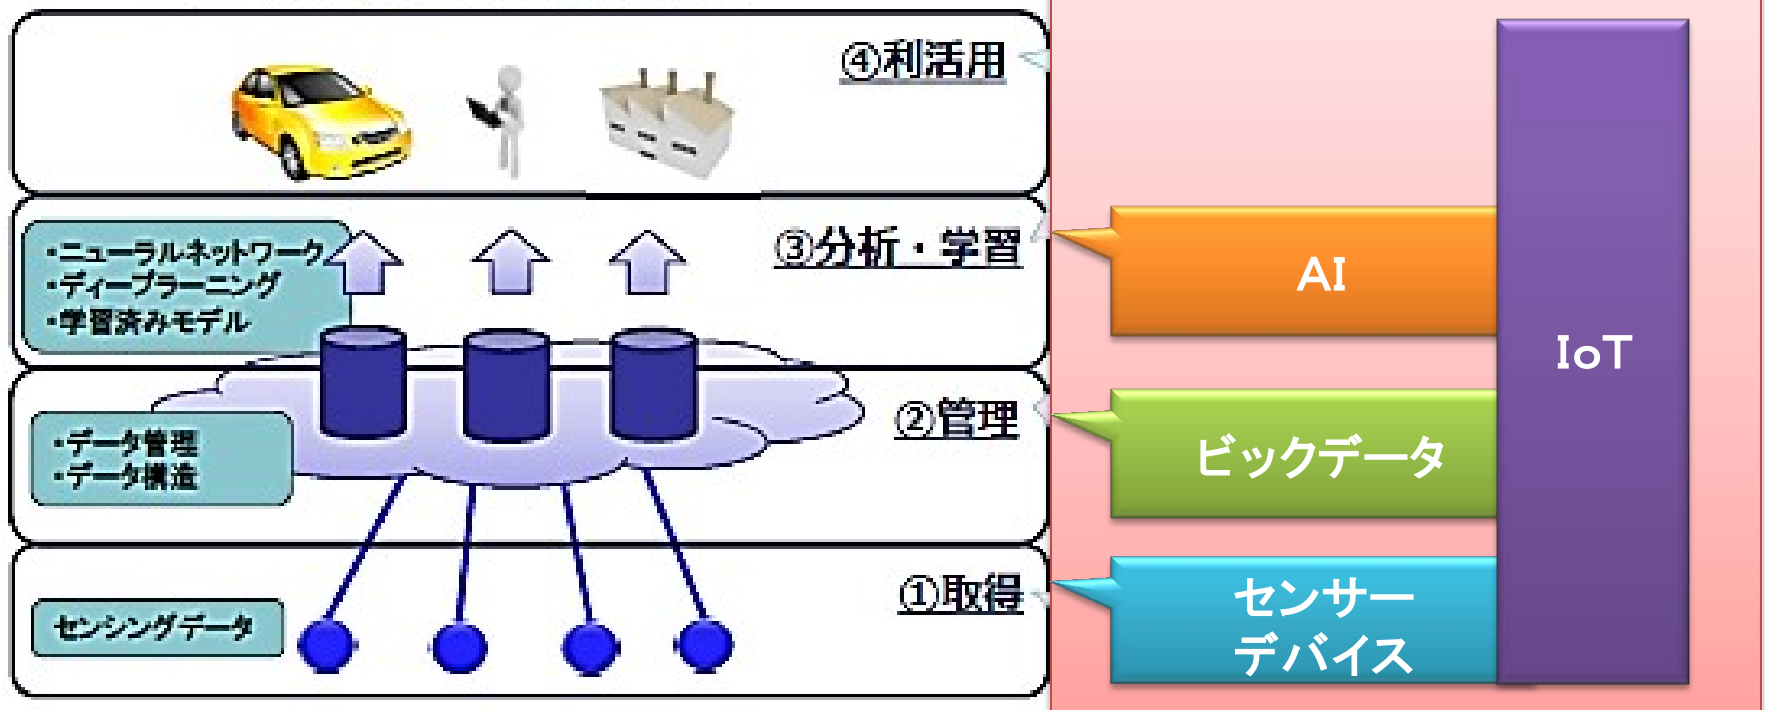 ④利活用
・ニューラルネットワーク
・ディープラーニング
・学習済みモデル
③分析・学習
AI
IoT
・データ管理
・データ構造
②管理
ビックデータ
センシングデータ
①取得
センサー
デバイス